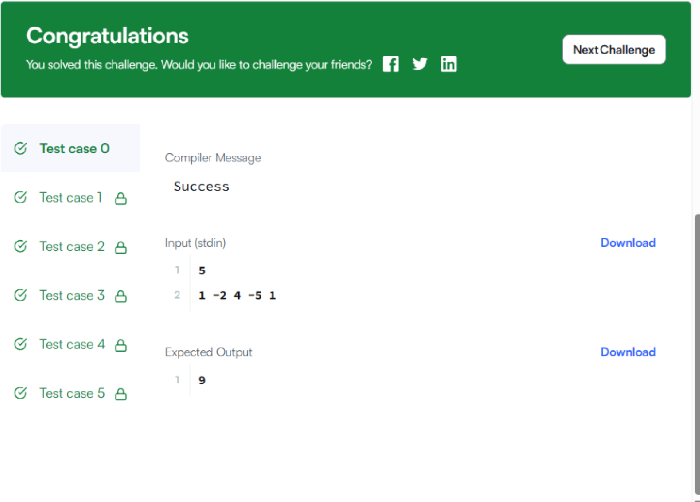 Congratulations
You solved this challenge. Would you like to challenge your friends?
Next Challenge
Test case 0
Test case 1
Test case 2
Test case 3
Test case 4
Test case 5
Compiler Message
Success
Input (stdin)
Download
1 5
2 1 -2 4 -5 1
Expected Output
Download
1 9